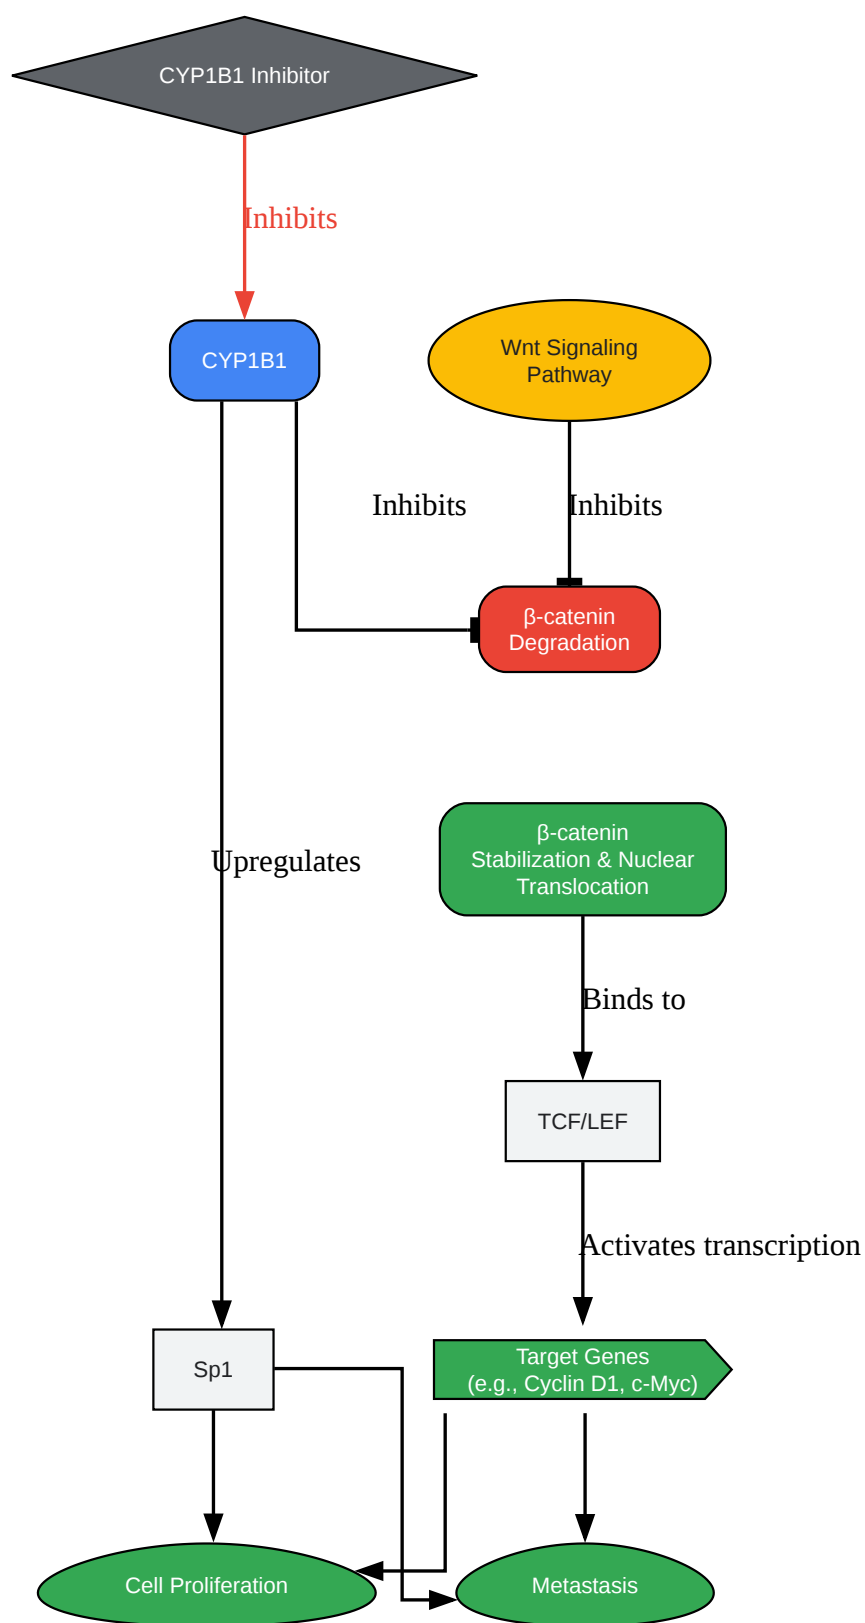 CYP1B1 Inhibitor
Inhibits
CYP1B1
Wnt Signaling
Pathway
Inhibits
Inhibits
β-catenin
Degradation
β-catenin
Stabilization & Nuclear
Translocation
Upregulates
Binds to
TCF/LEF
Activates transcription
Sp1
Target Genes
(e.g., Cyclin D1, c-Myc)
Cell Proliferation
Metastasis